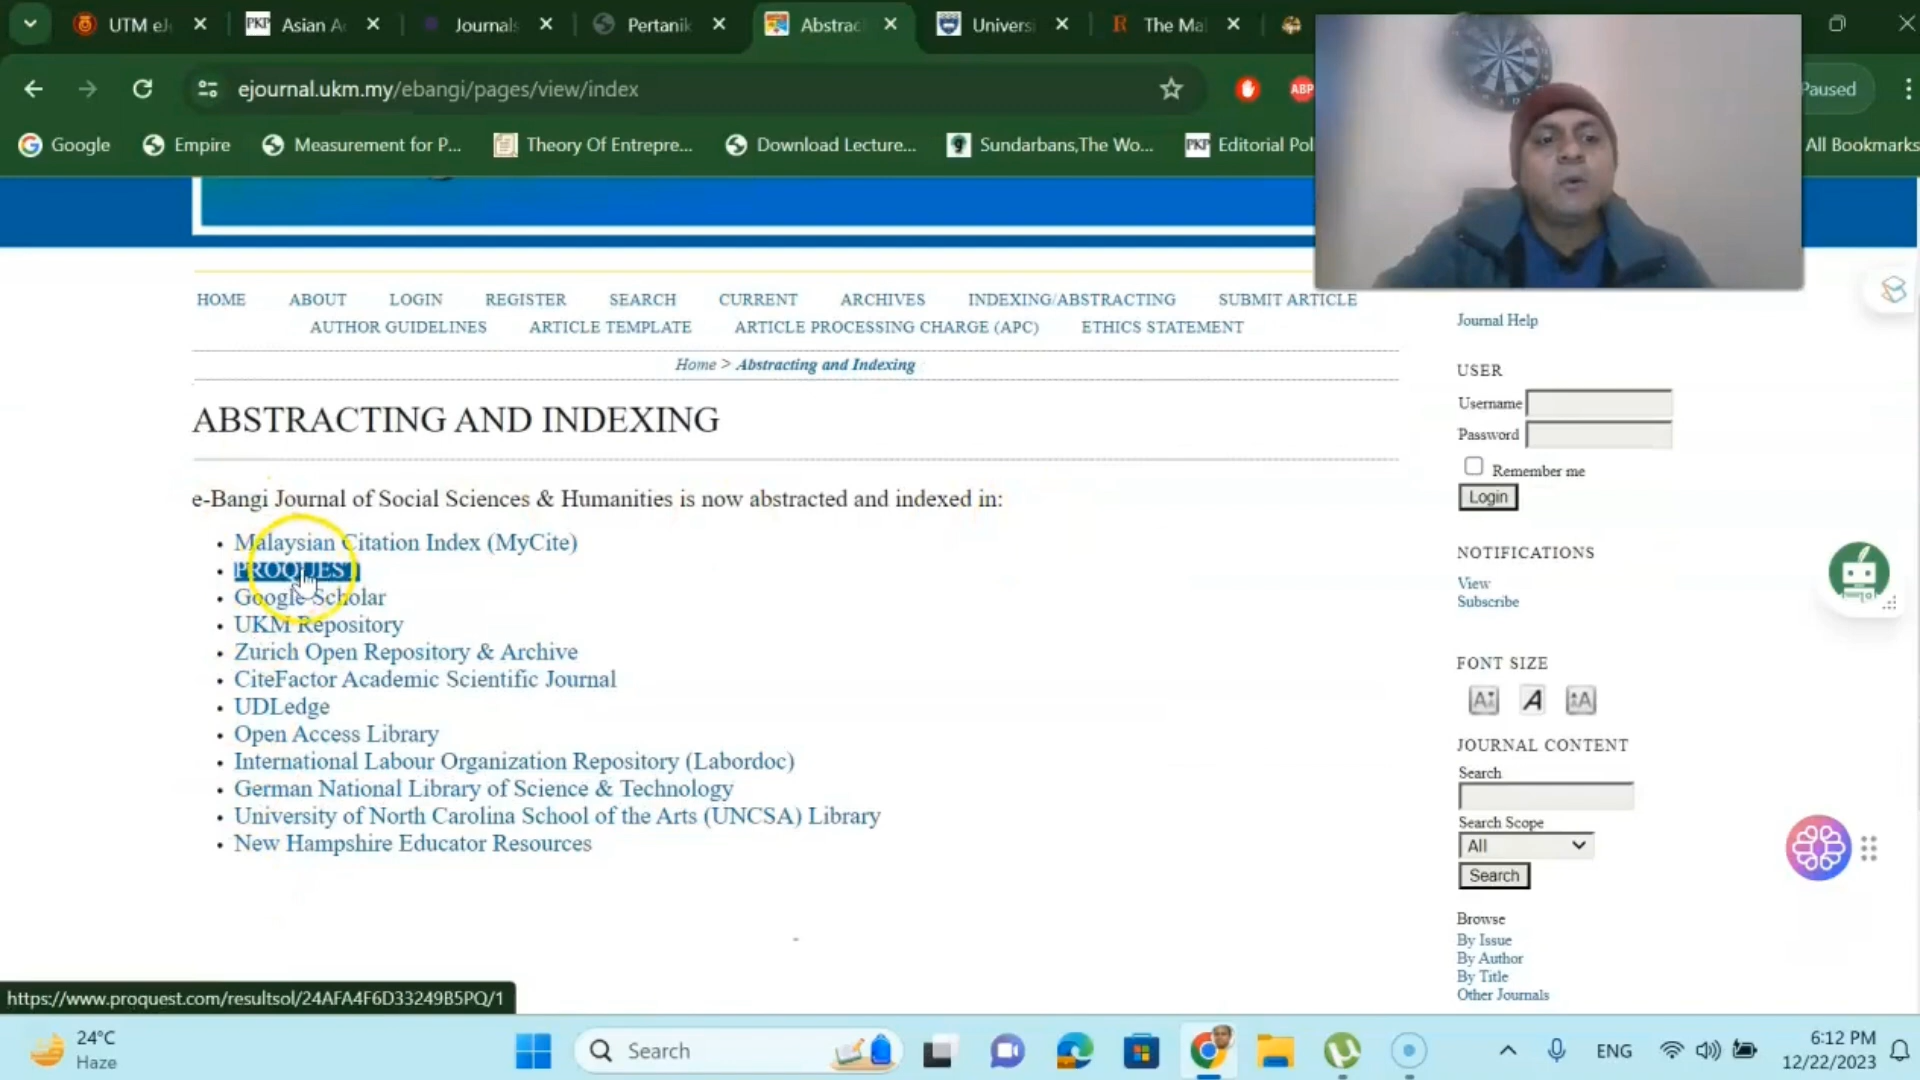 UTM eJ
Asian A
Journals
Pertanik
Abstrac
Univers
The Mal
ejournal.ukm.my/ebangi/pages/view/index
ABP
Paused
Google
Empire
Measurement for P...
Theory Of Entrepre...
Download Lecture...
Sundarbans,The Wo...
PKP
Editorial Pol
All Bookmarks
HOME ABOUT LOGIN REGISTER SEARCH CURRENT ARCHIVES INDEXING/ABSTRACTING SUBMIT ARTICLE
AUTHOR GUIDELINES ARTICLE TEMPLATE ARTICLE PROCESSING CHARGE (APC) ETHICS STATEMENT
Home > Abstracting and Indexing
ABSTRACTING AND INDEXING
e-Bangi Journal of Social Sciences & Humanities is now abstracted and indexed in:
Malaysian Citation Index (MyCite)
PROQUEST
Google Scholar
UKM Repository
Zurich Open Repository & Archive
CiteFactor Academic Scientific Journal
UDLedge
Open Access Library
International Labour Organization Repository (Labordoc)
German National Library of Science & Technology
University of North Carolina School of the Arts (UNCSA) Library
New Hampshire Educator Resources
Journal Help
USER
Username
Password
Remember me
Login
NOTIFICATIONS
View
Subscribe
FONT SIZE
JOURNAL CONTENT
Search
Search Scope
All
Search
Browse
By Issue
By Author
By Title
Other Journals
https://www.proquest.com/resultsol/24AFA4F6D33249B5PQ/1
24°C
Haze
Search
ENG
6:12 PM
12/22/2023